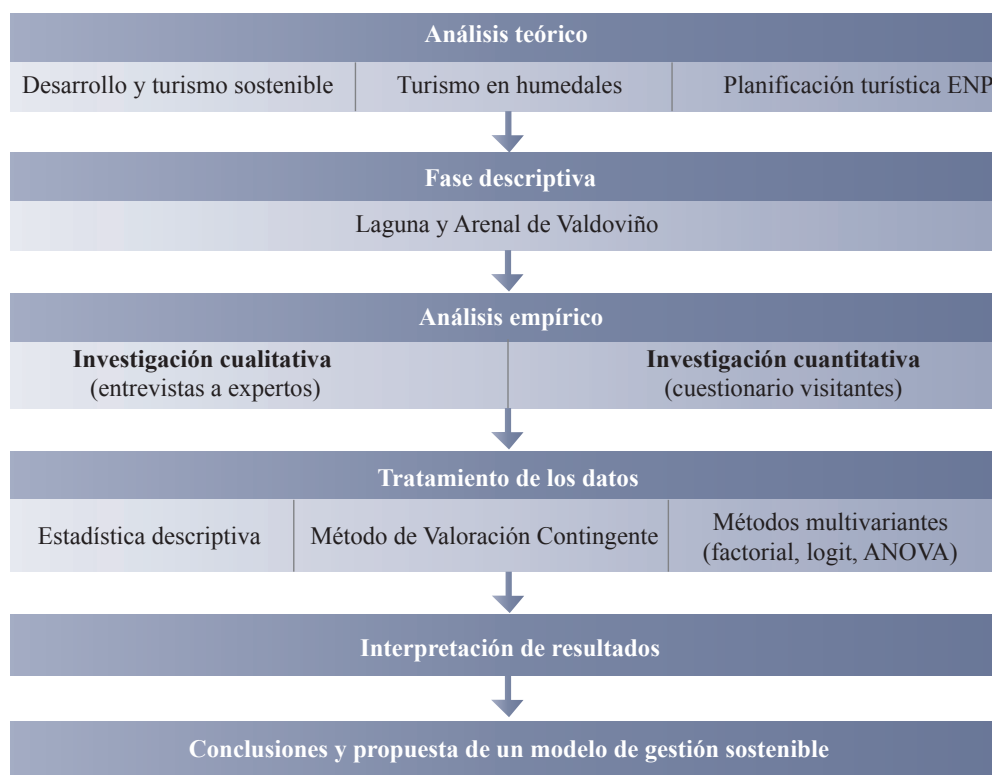 Análisis teórico
Desarrollo y turismo sostenible
Turismo en humedales
Planificación turística ENP
Fase descriptiva
Laguna y Arenal de Valdoviño
Análisis empírico
Investigación cualitativa
(entrevistas a expertos)
Investigación cuantitativa
(cuestionario visitantes)
Tratamiento de los datos
Estadística descriptiva
Método de Valoración Contingente
Métodos multivariantes
(factorial, logit, ANOVA)
Interpretación de resultados
Conclusiones y propuesta de un modelo de gestión sostenible